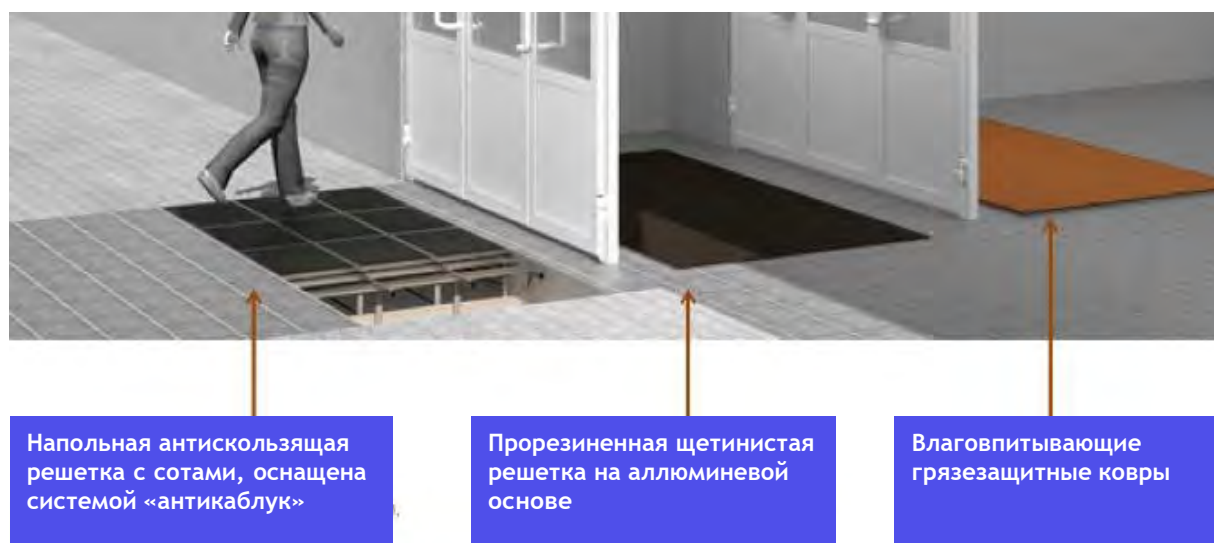 Напольная антискользящая
решетка с сотами, оснащена
системой «антикаблук»
Прорезиненная щетинистая
решетка на аллюминевой
основе
Влаговпитывающие
грязезащитные ковры